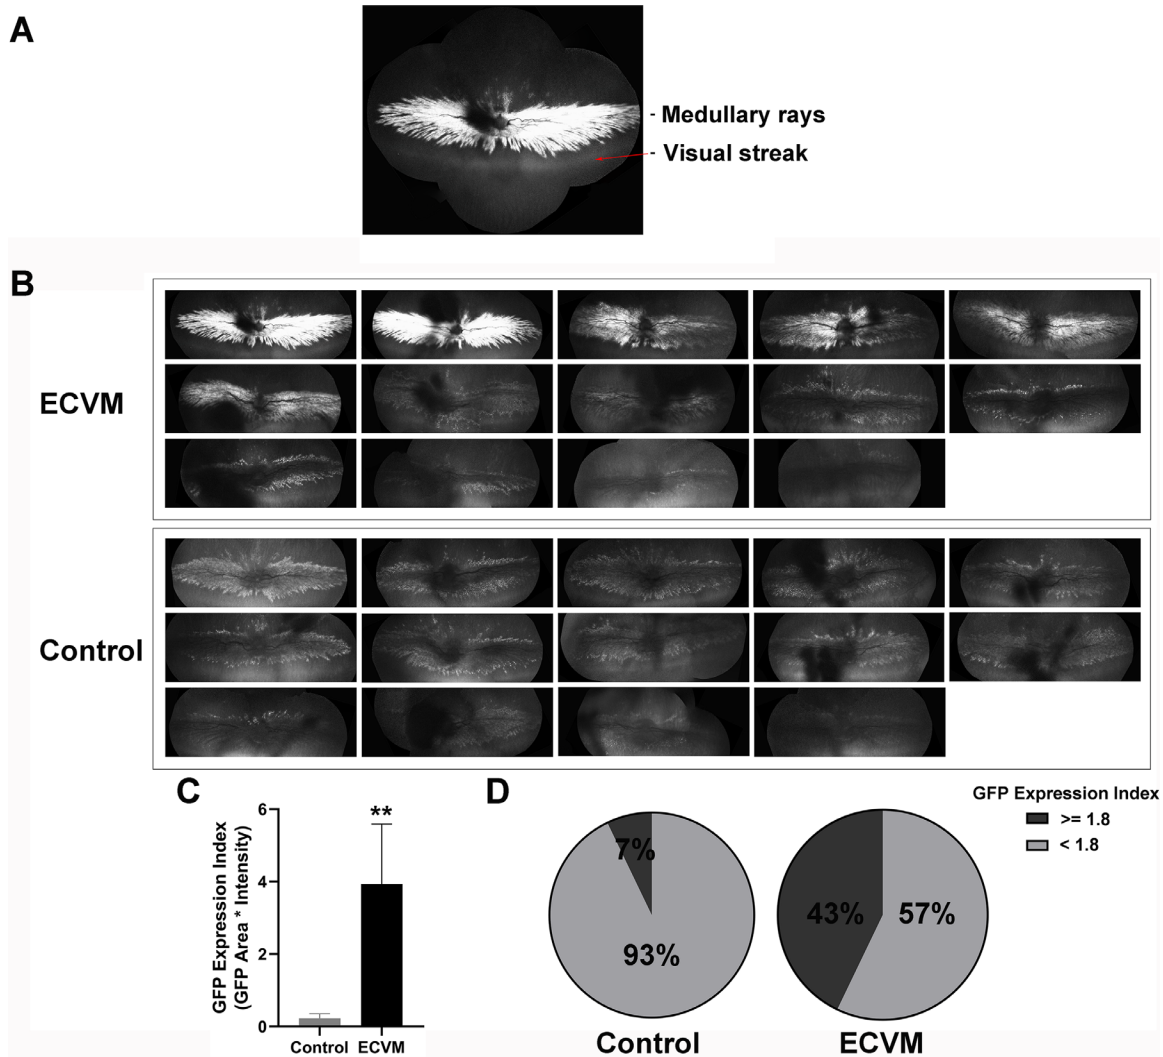 A
- Medullary rays
- Visual streak
B
ECVM
Control
C
GFP Expression Index
(GFP Area * Intensity)
6
4
2
0
**
Control ECVM
D
7%
93%
Control
43%
57%
ECVM
GFP Expression Index
>= 1.8
< 1.8